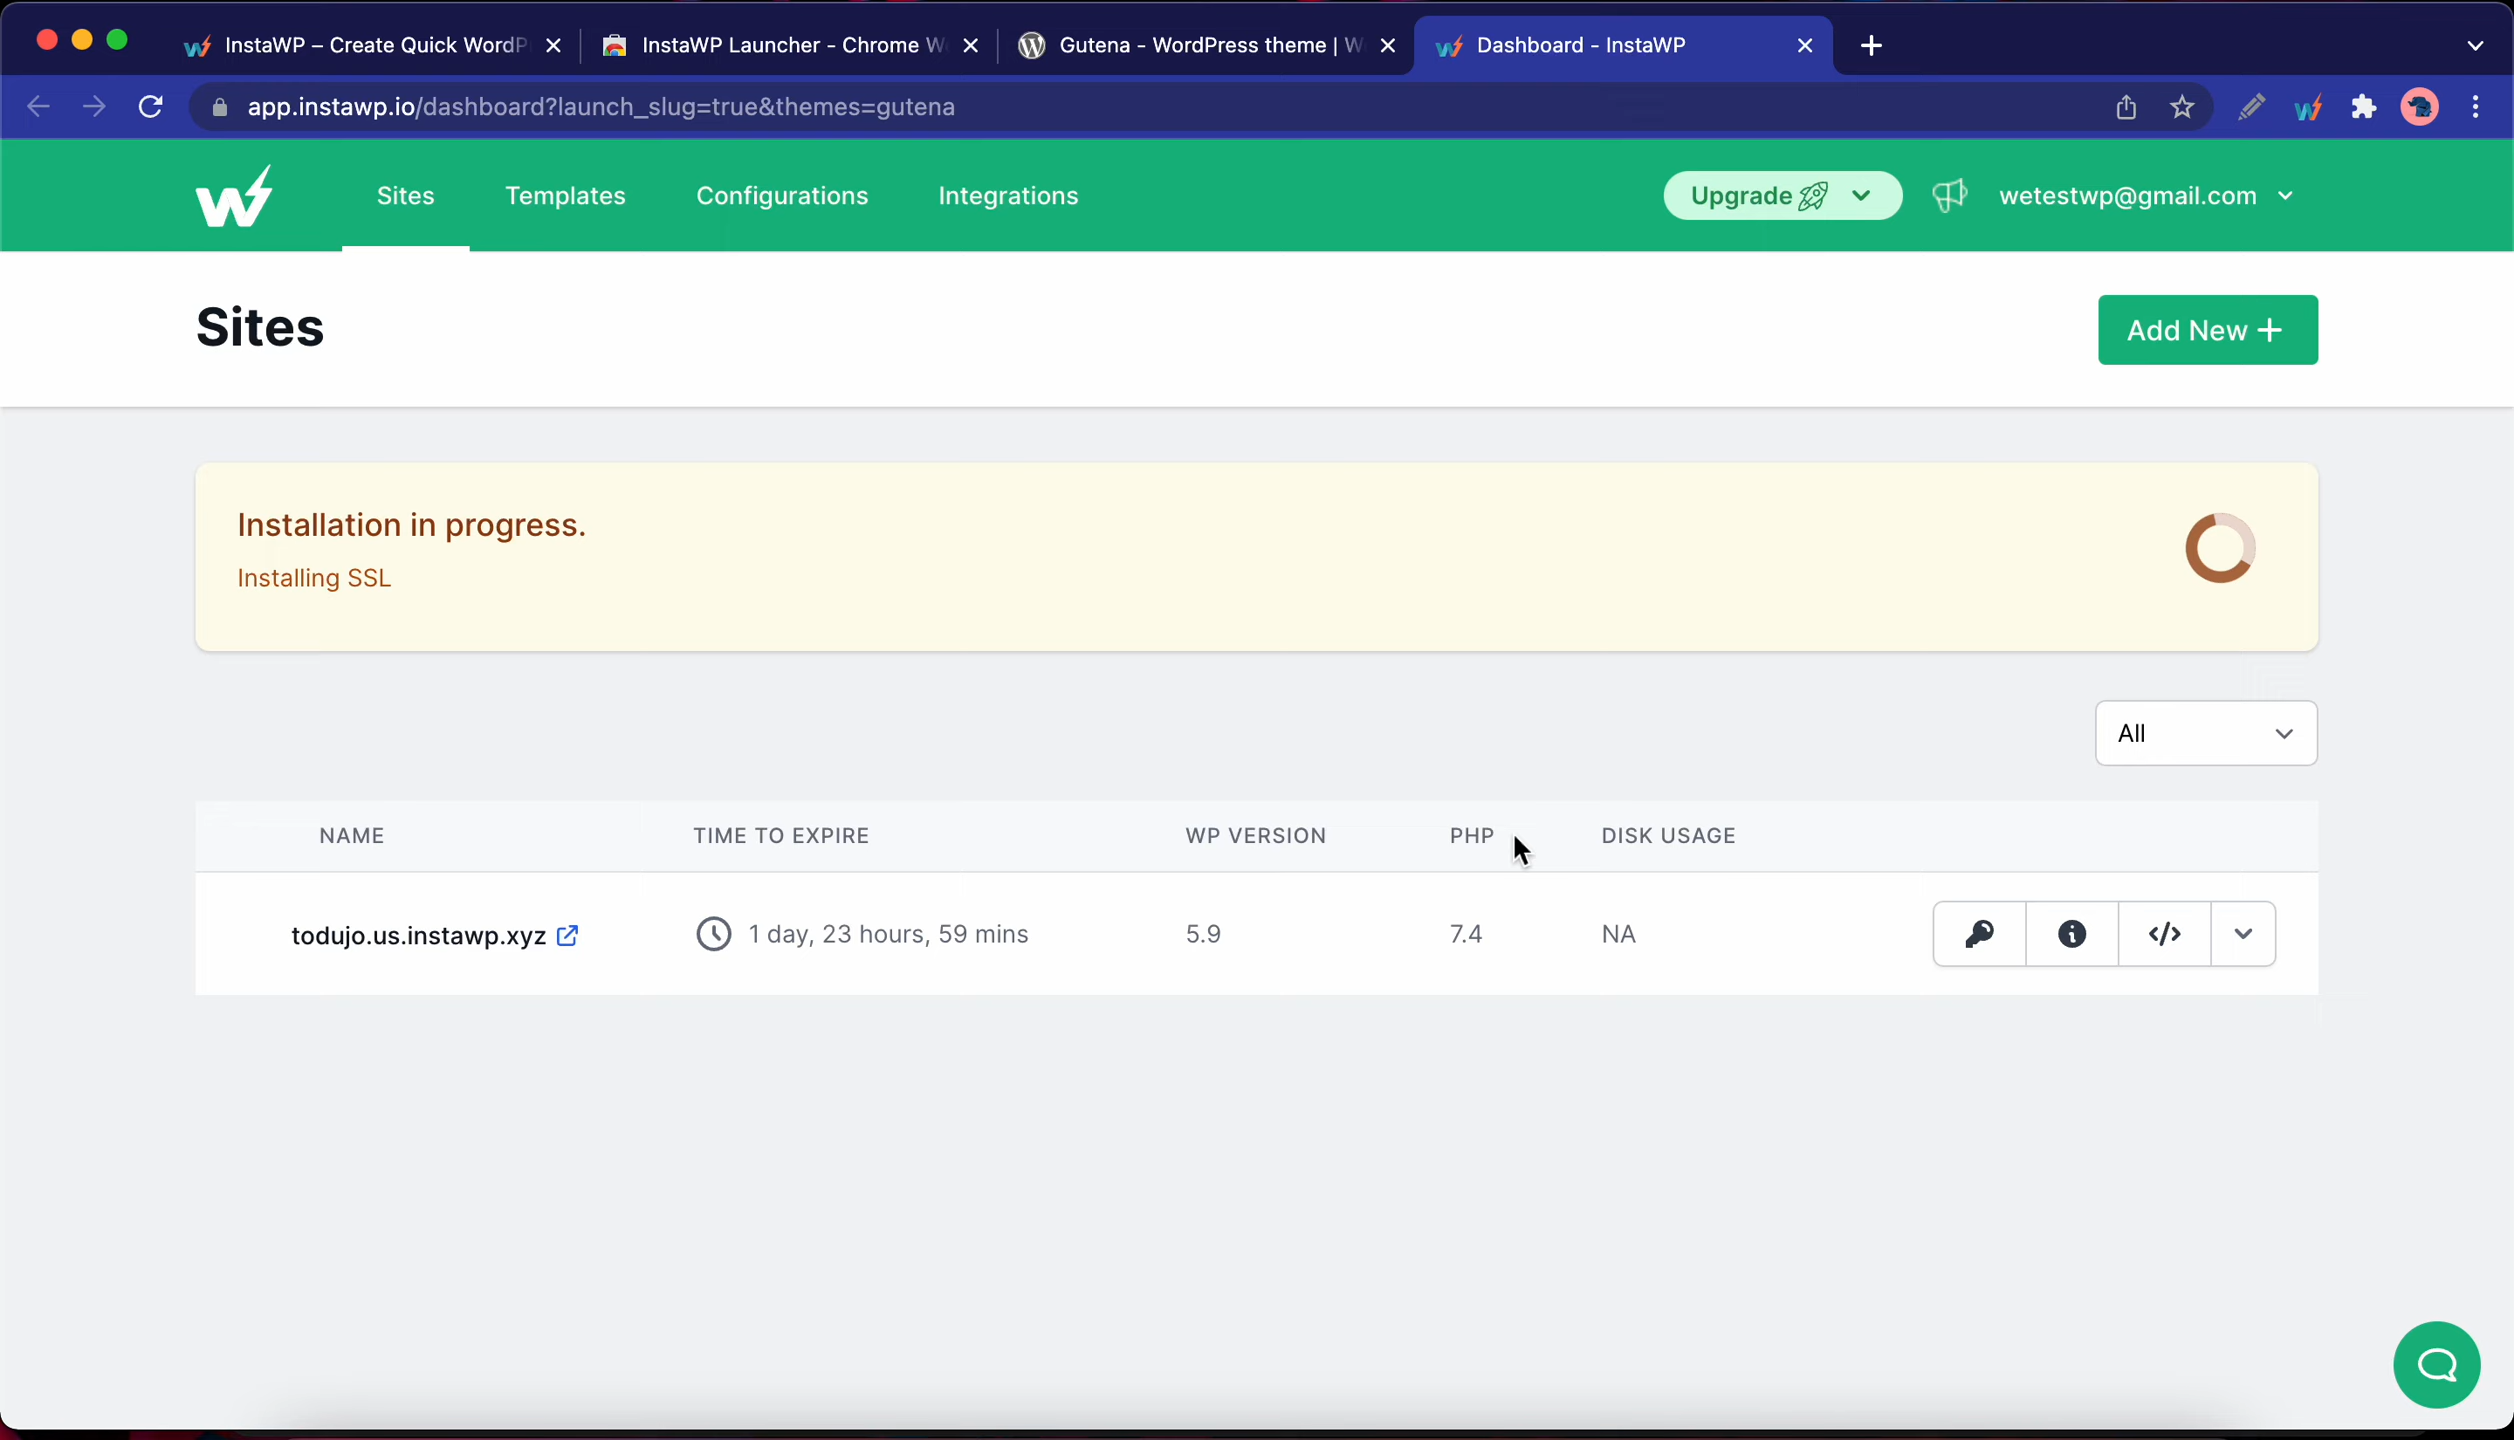 InstaWP – Create Quick WordP
InstaWP Launcher - Chrome W
Gutena - WordPress theme | W
Dashboard - InstaWP
app.instawp.io/dashboard?launch_slug=true&themes=gutena
Sites
Templates
Configurations
Integrations
Upgrade
wetestwp@gmail.com
Sites
Add New +
Installation in progress.
Installing SSL
All
NAME TIME TO EXPIRE WP VERSION PHP DISK USAGE
todujo.us.instawp.xyz 1 day, 23 hours, 59 mins 5.9 7.4 NA